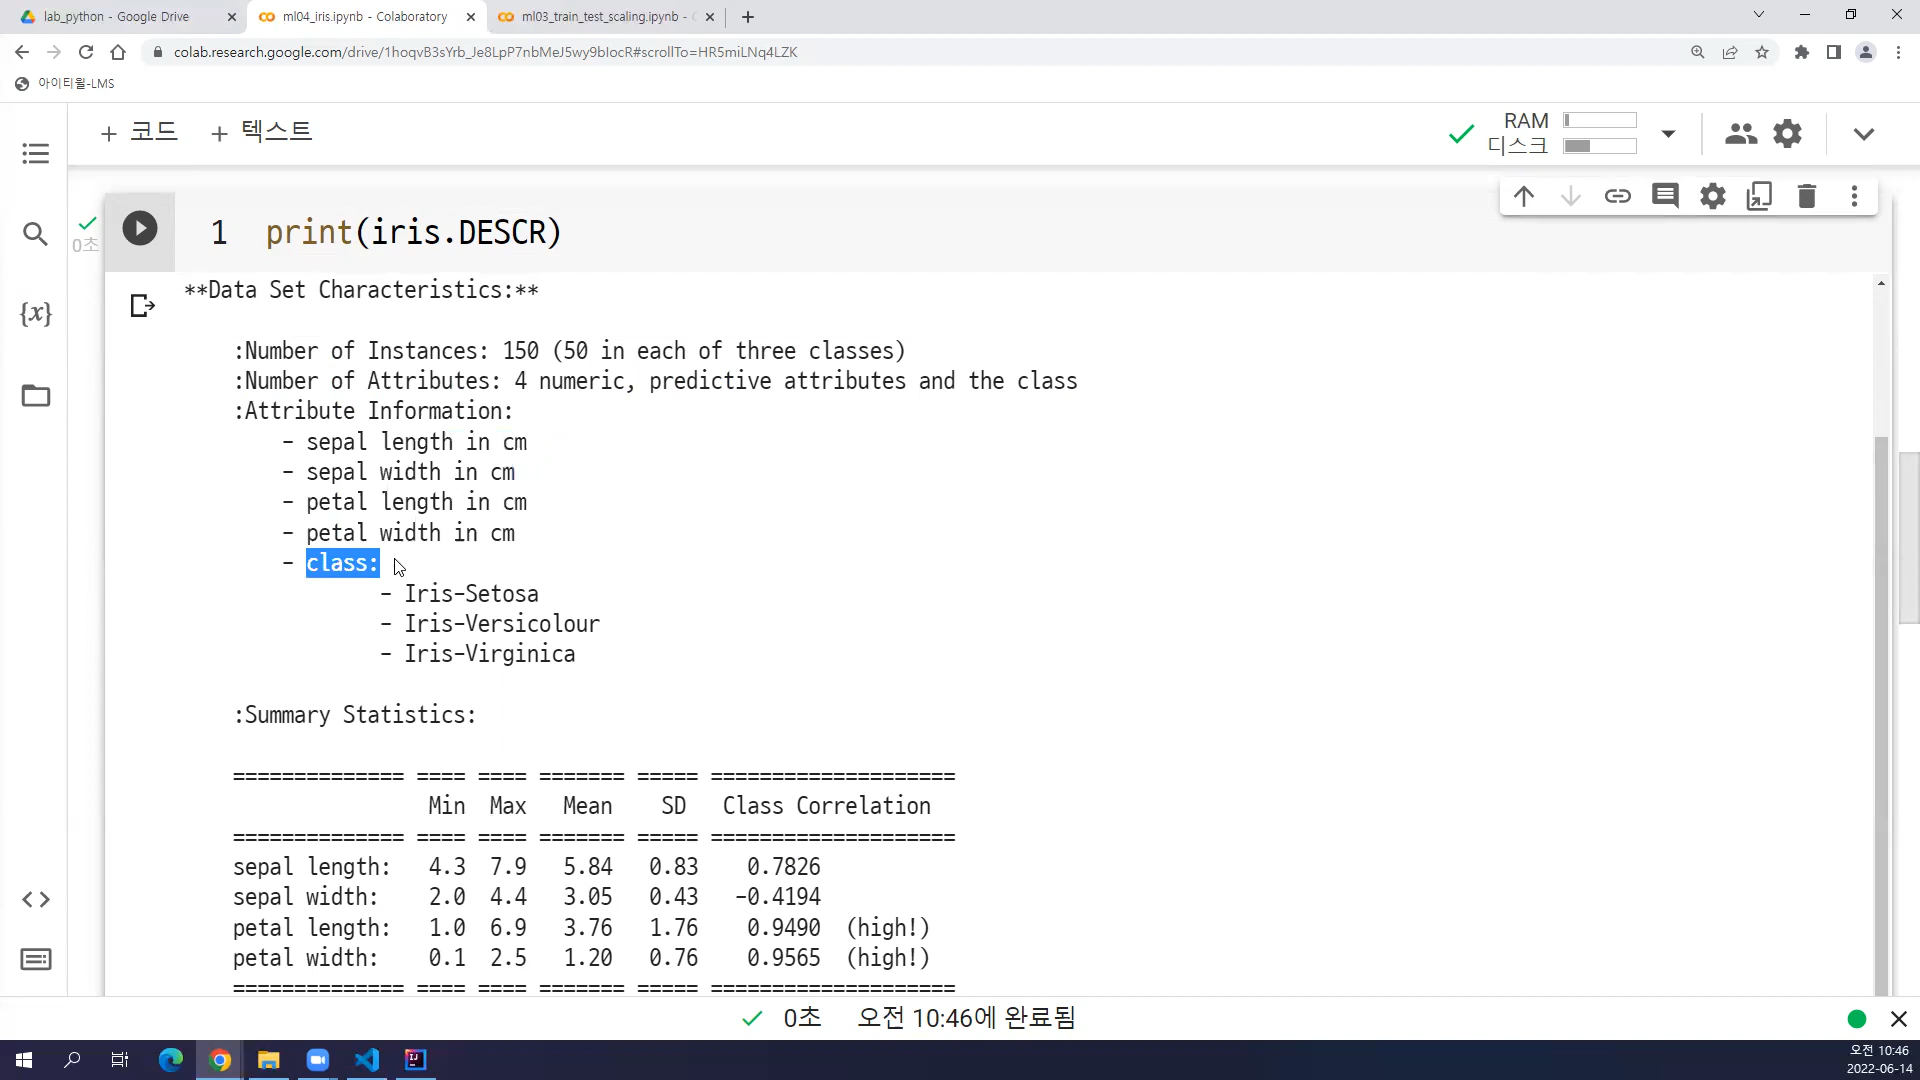 lab_python - Google Drive
ml04_iris.ipynb - Colaboratory
ml03_train_test_scaling.ipynb -
colab.research.google.com/drive/1hoqvB3sYrb_Je8LpP7nbMeJ5wy9bIocR#scrollTo=HR5miLNq4LZK
아이티윌-LMS
+ 코드 + 텍스트
RAM
디스크
0초
1 print(iris.DESCR)
{x}
**Data Set Characteristics:**
:Number of Instances: 150 (50 in each of three classes)
:Number of Attributes: 4 numeric, predictive attributes and the class
:Attribute Information:
- sepal length in cm
- sepal width in cm
- petal length in cm
- petal width in cm
- class:
- Iris-Setosa
- Iris-Versicolour
- Iris-Virginica
:Summary Statistics:
============== ==== ==== ======= ===== ====================
Min Max Mean SD Class Correlation
============== ==== ==== ======= ===== ====================
sepal length: 4.3 7.9 5.84 0.83 0.7826
sepal width: 2.0 4.4 3.05 0.43 -0.4194
petal length: 1.0 6.9 3.76 1.76 0.9490 (high!)
petal width: 0.1 2.5 1.20 0.76 0.9565 (high!)
============== ==== ==== ======= ===== ====================
0초 오전 10:46에 완료됨
오전 10:46
2022-06-14